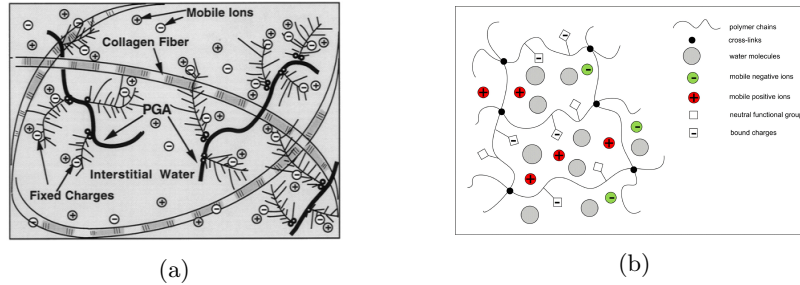 Mobile Ions
Collagen Fiber
PGA
Interstitial Water
Fixed Charges
(a)
polymer chains
cross-links
water molecules
mobile negative ions
mobile positive ions
neutral functional group
bound charges
(b)